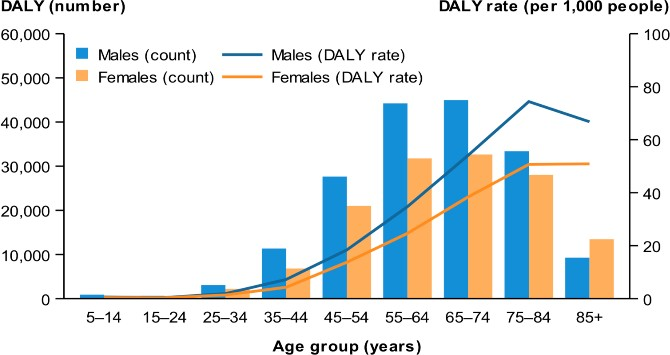 DALY (number) DALY rate (per 1,000 people)
60,000 100
Males (count) Males (DALY rate)
50,000
Females (count) Females (DALY rate)
80
40,000
60
30,000
40
20,000
20
10,000
0 0
5–14 15–24 25–34 35–44 45–54 55–64 65–74 75–84 85+
Age group (years)